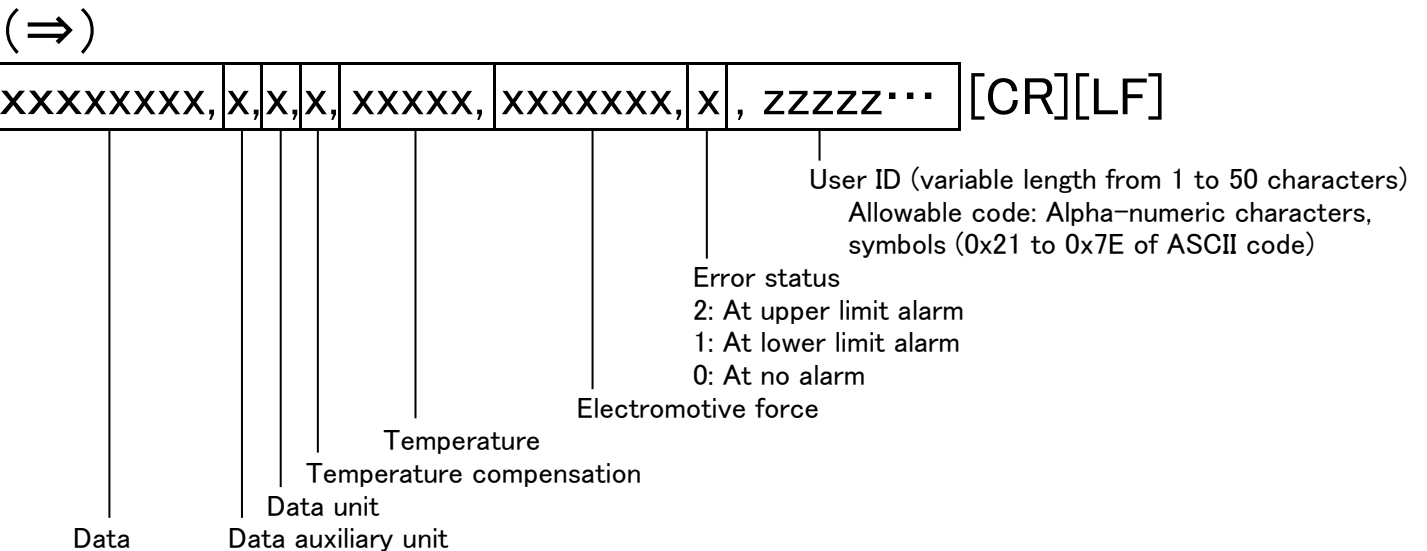 (⇒)
xxxxxxxx, x, x, x, xxxxx, xxxxxxx, x , zzzzz··· [CR][LF]
User ID (variable length from 1 to 50 characters)
Allowable code: Alpha-numeric characters,
symbols (0x21 to 0x7E of ASCII code)
Error status
2: At upper limit alarm
1: At lower limit alarm
0: At no alarm
Electromotive force
Temperature
Temperature compensation
Data unit
Data Data auxiliary unit